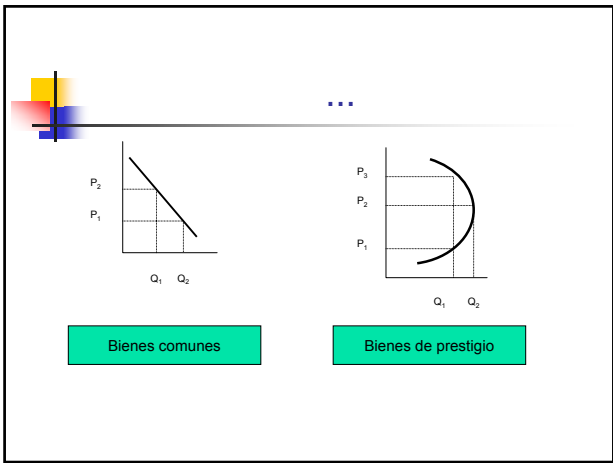 ...
P₂
P₁
Q₁ Q₂
P₃
P₂
P₁
Q₁ Q₂
Bienes comunes
Bienes de prestigio